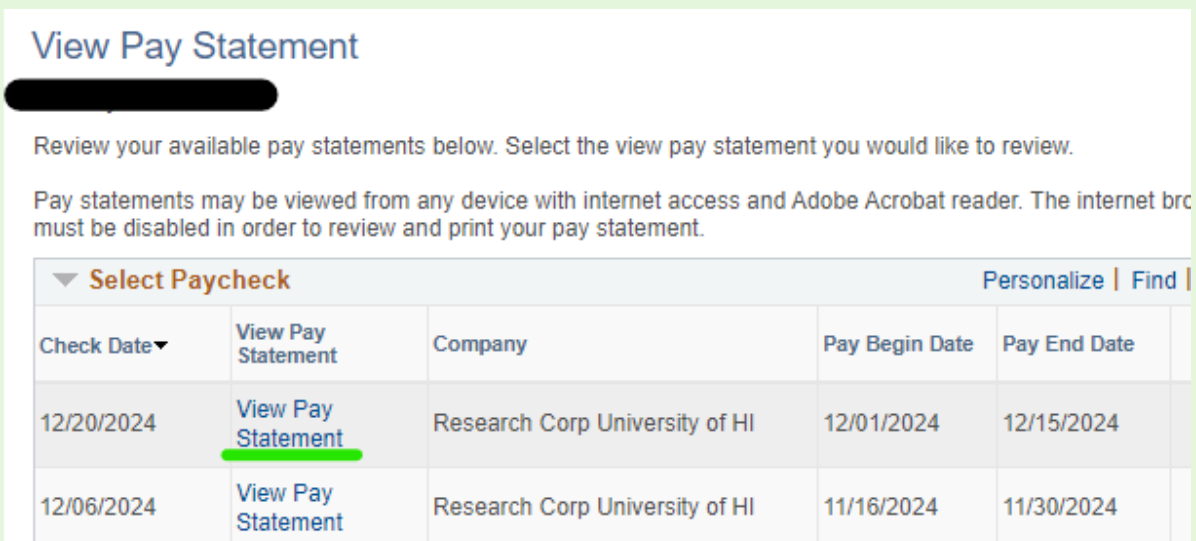 View Pay Statement
Review your available pay statements below. Select the view pay statement you would like to review.
Pay statements may be viewed from any device with internet access and Adobe Acrobat reader. The internet
must be disabled in order to review and print your pay statement.
Select Paycheck Personalize | Find |
Check Date View Pay Statement Company Pay Begin Date Pay End Date
12/20/2024 View Pay Statement Research Corp University of HI 12/01/2024 12/15/2024
12/06/2024 View Pay Statement Research Corp University of HI 11/16/2024 11/30/2024